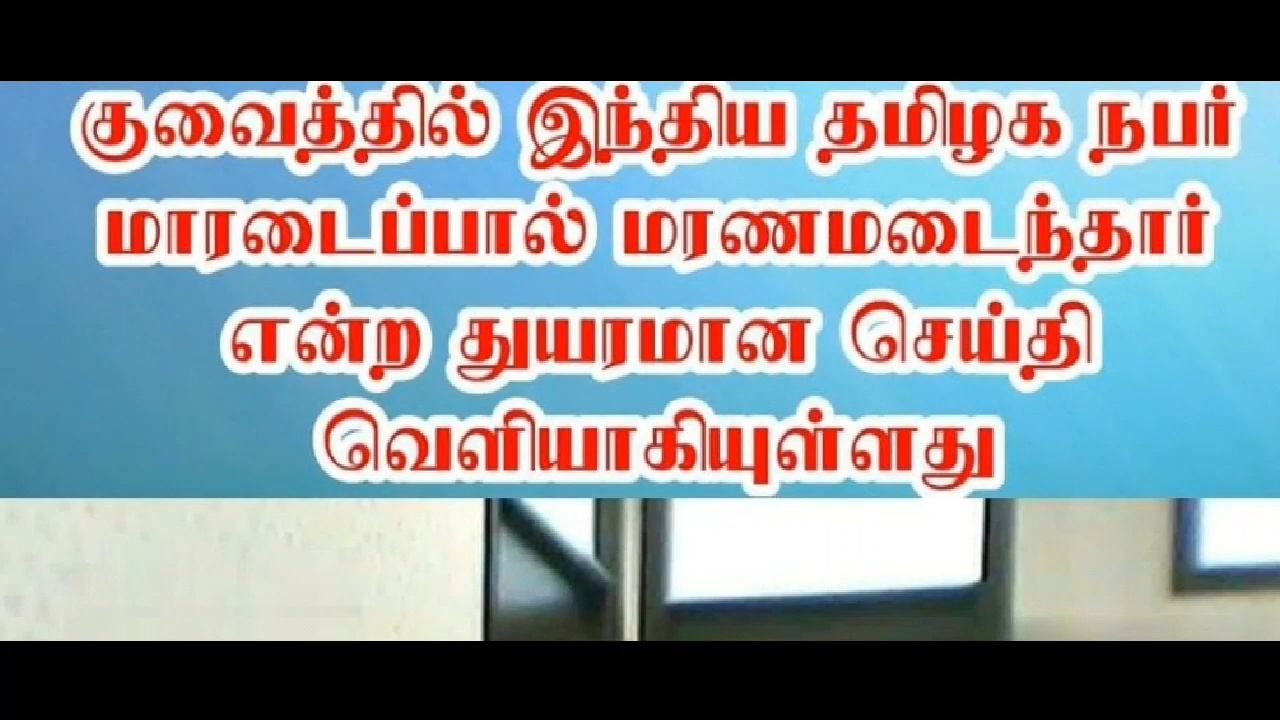 குவைத்தில் இந்திய தமிழக நபர்
மாரடைப்பால் மரணமடைந்தார்
என்ற துயரமான செய்தி
வெளியாகியுள்ளது